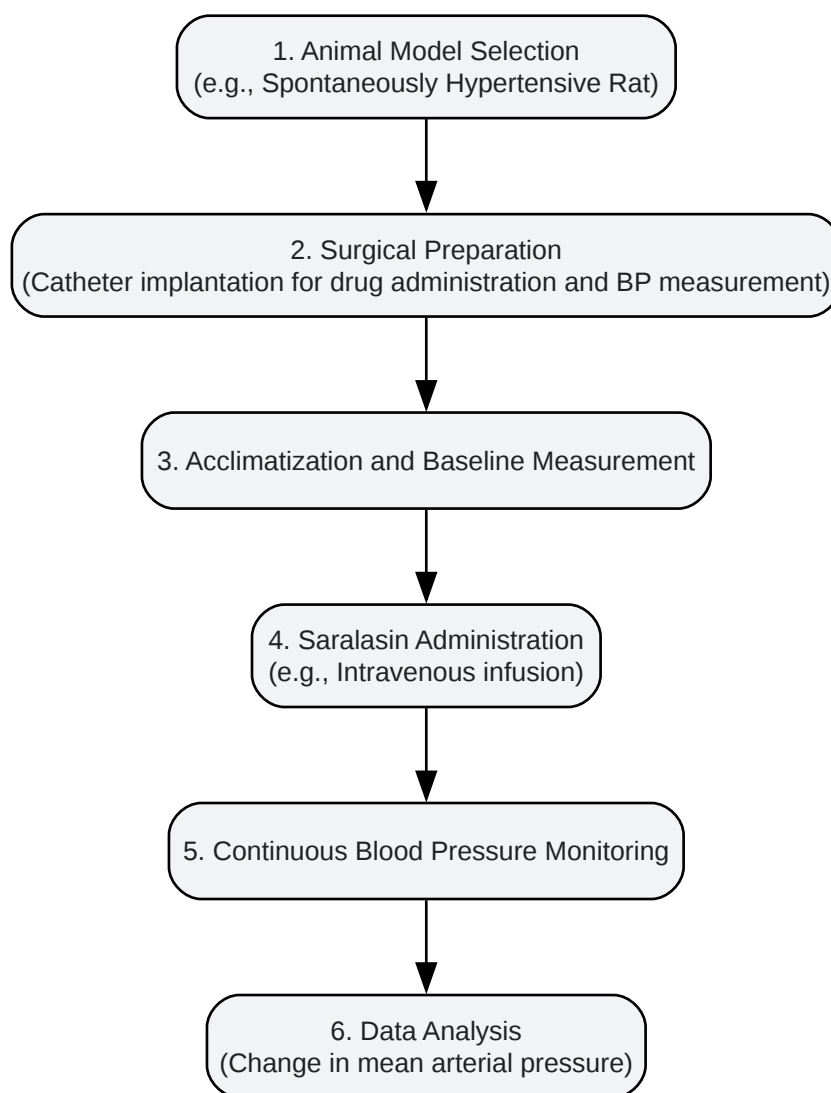 1. Animal Model Selection
(e.g., Spontaneously Hypertensive Rat)
2. Surgical Preparation
(Catheter implantation for drug administration and BP measurement)
3. Acclimatization and Baseline Measurement
4. Saralasin Administration
(e.g., Intravenous infusion)
5. Continuous Blood Pressure Monitoring
6. Data Analysis
(Change in mean arterial pressure)